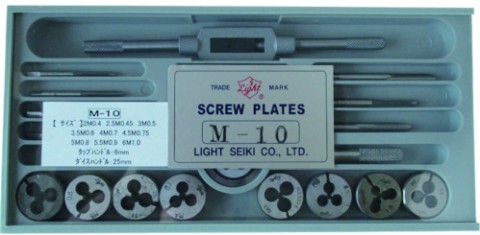 TRADE Light MARK
SCREW PLATES
M-10
LIGHT SEIKI CO., LTD.
M-10
【 サイズ 】2M0.4 2.5M0.45 3M0.5
3.5M0.6 4M0.7 4.5M0.75
5M0.8 5.5M0.9 6M1.0
タップハンドル:6mm
ダイスハンドル:25mm